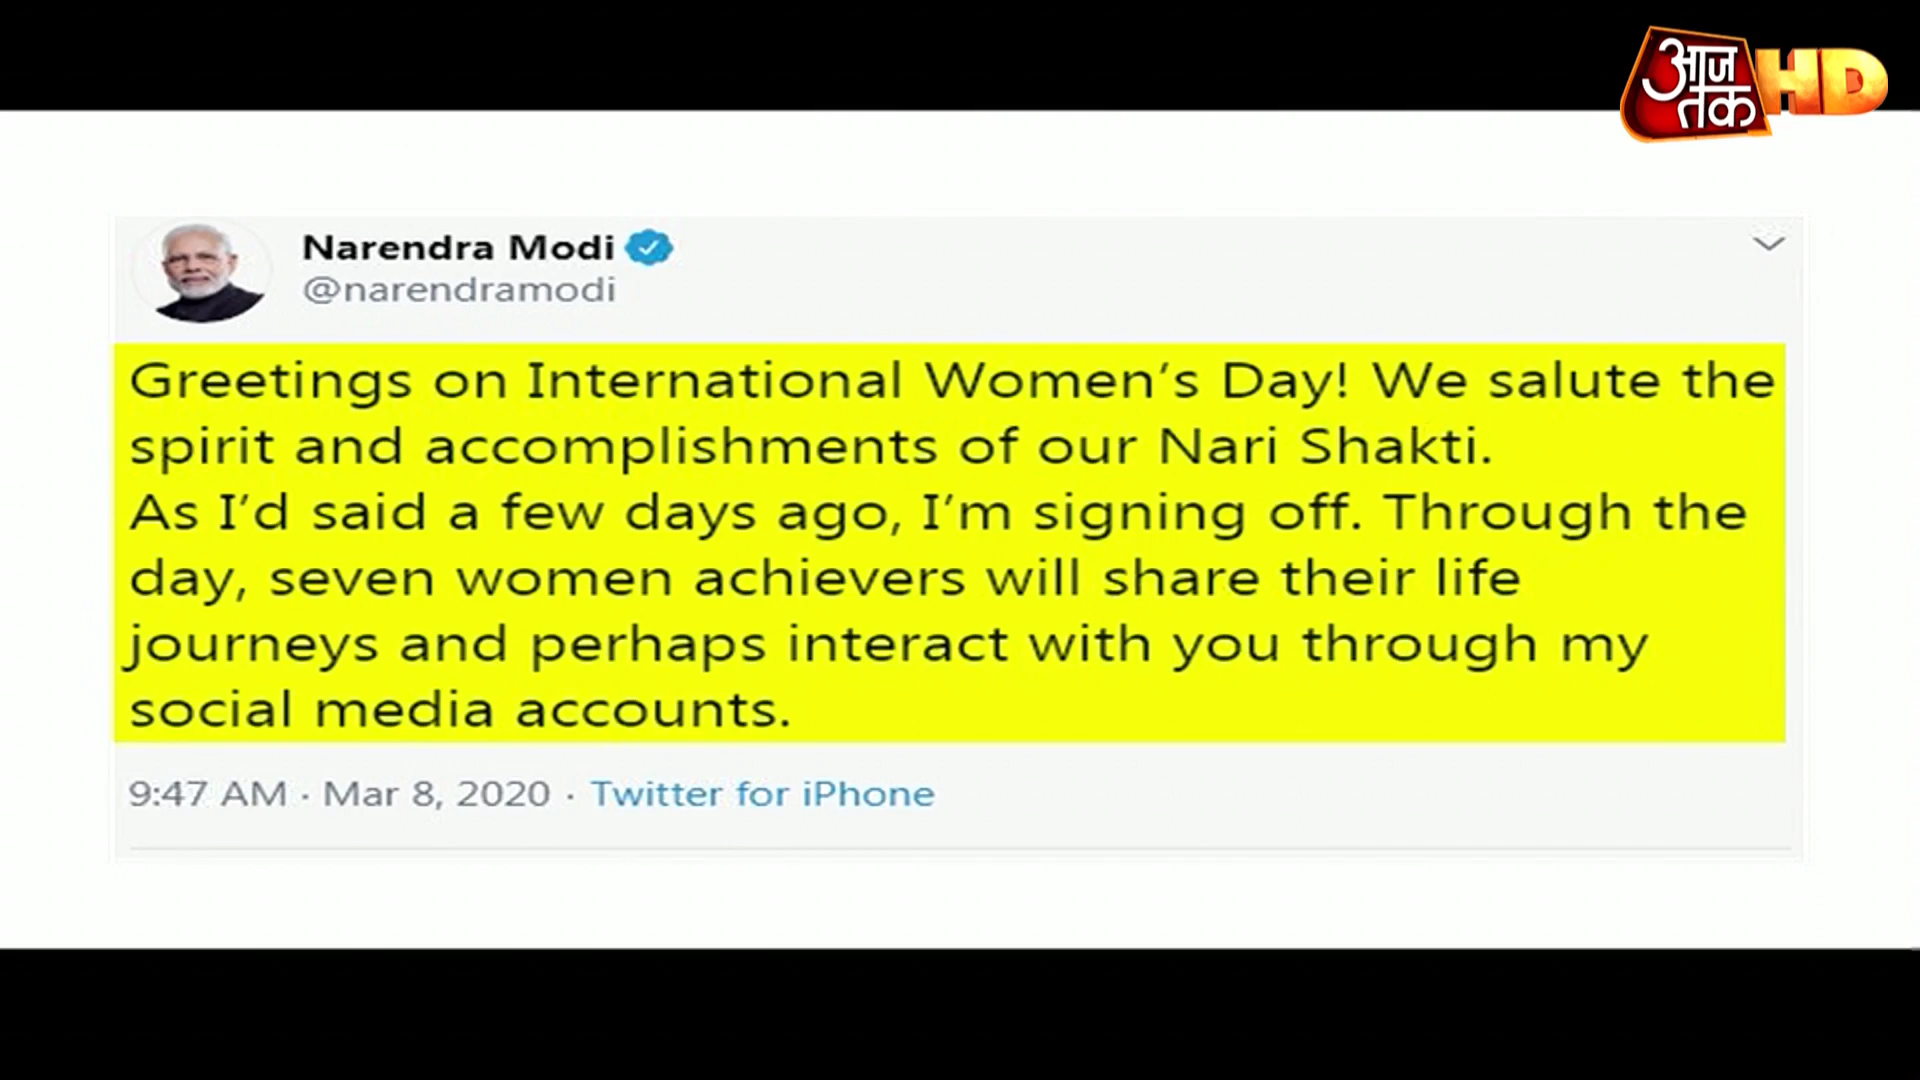 आज
तक HD
Narendra Modi
@narendramodi
Greetings on International Women's Day! We salute the
spirit and accomplishments of our Nari Shakti.
As I'd said a few days ago, I'm signing off. Through the
day, seven women achievers will share their life
journeys and perhaps interact with you through my
social media accounts.
9:47 AM · Mar 8, 2020 · Twitter for iPhone